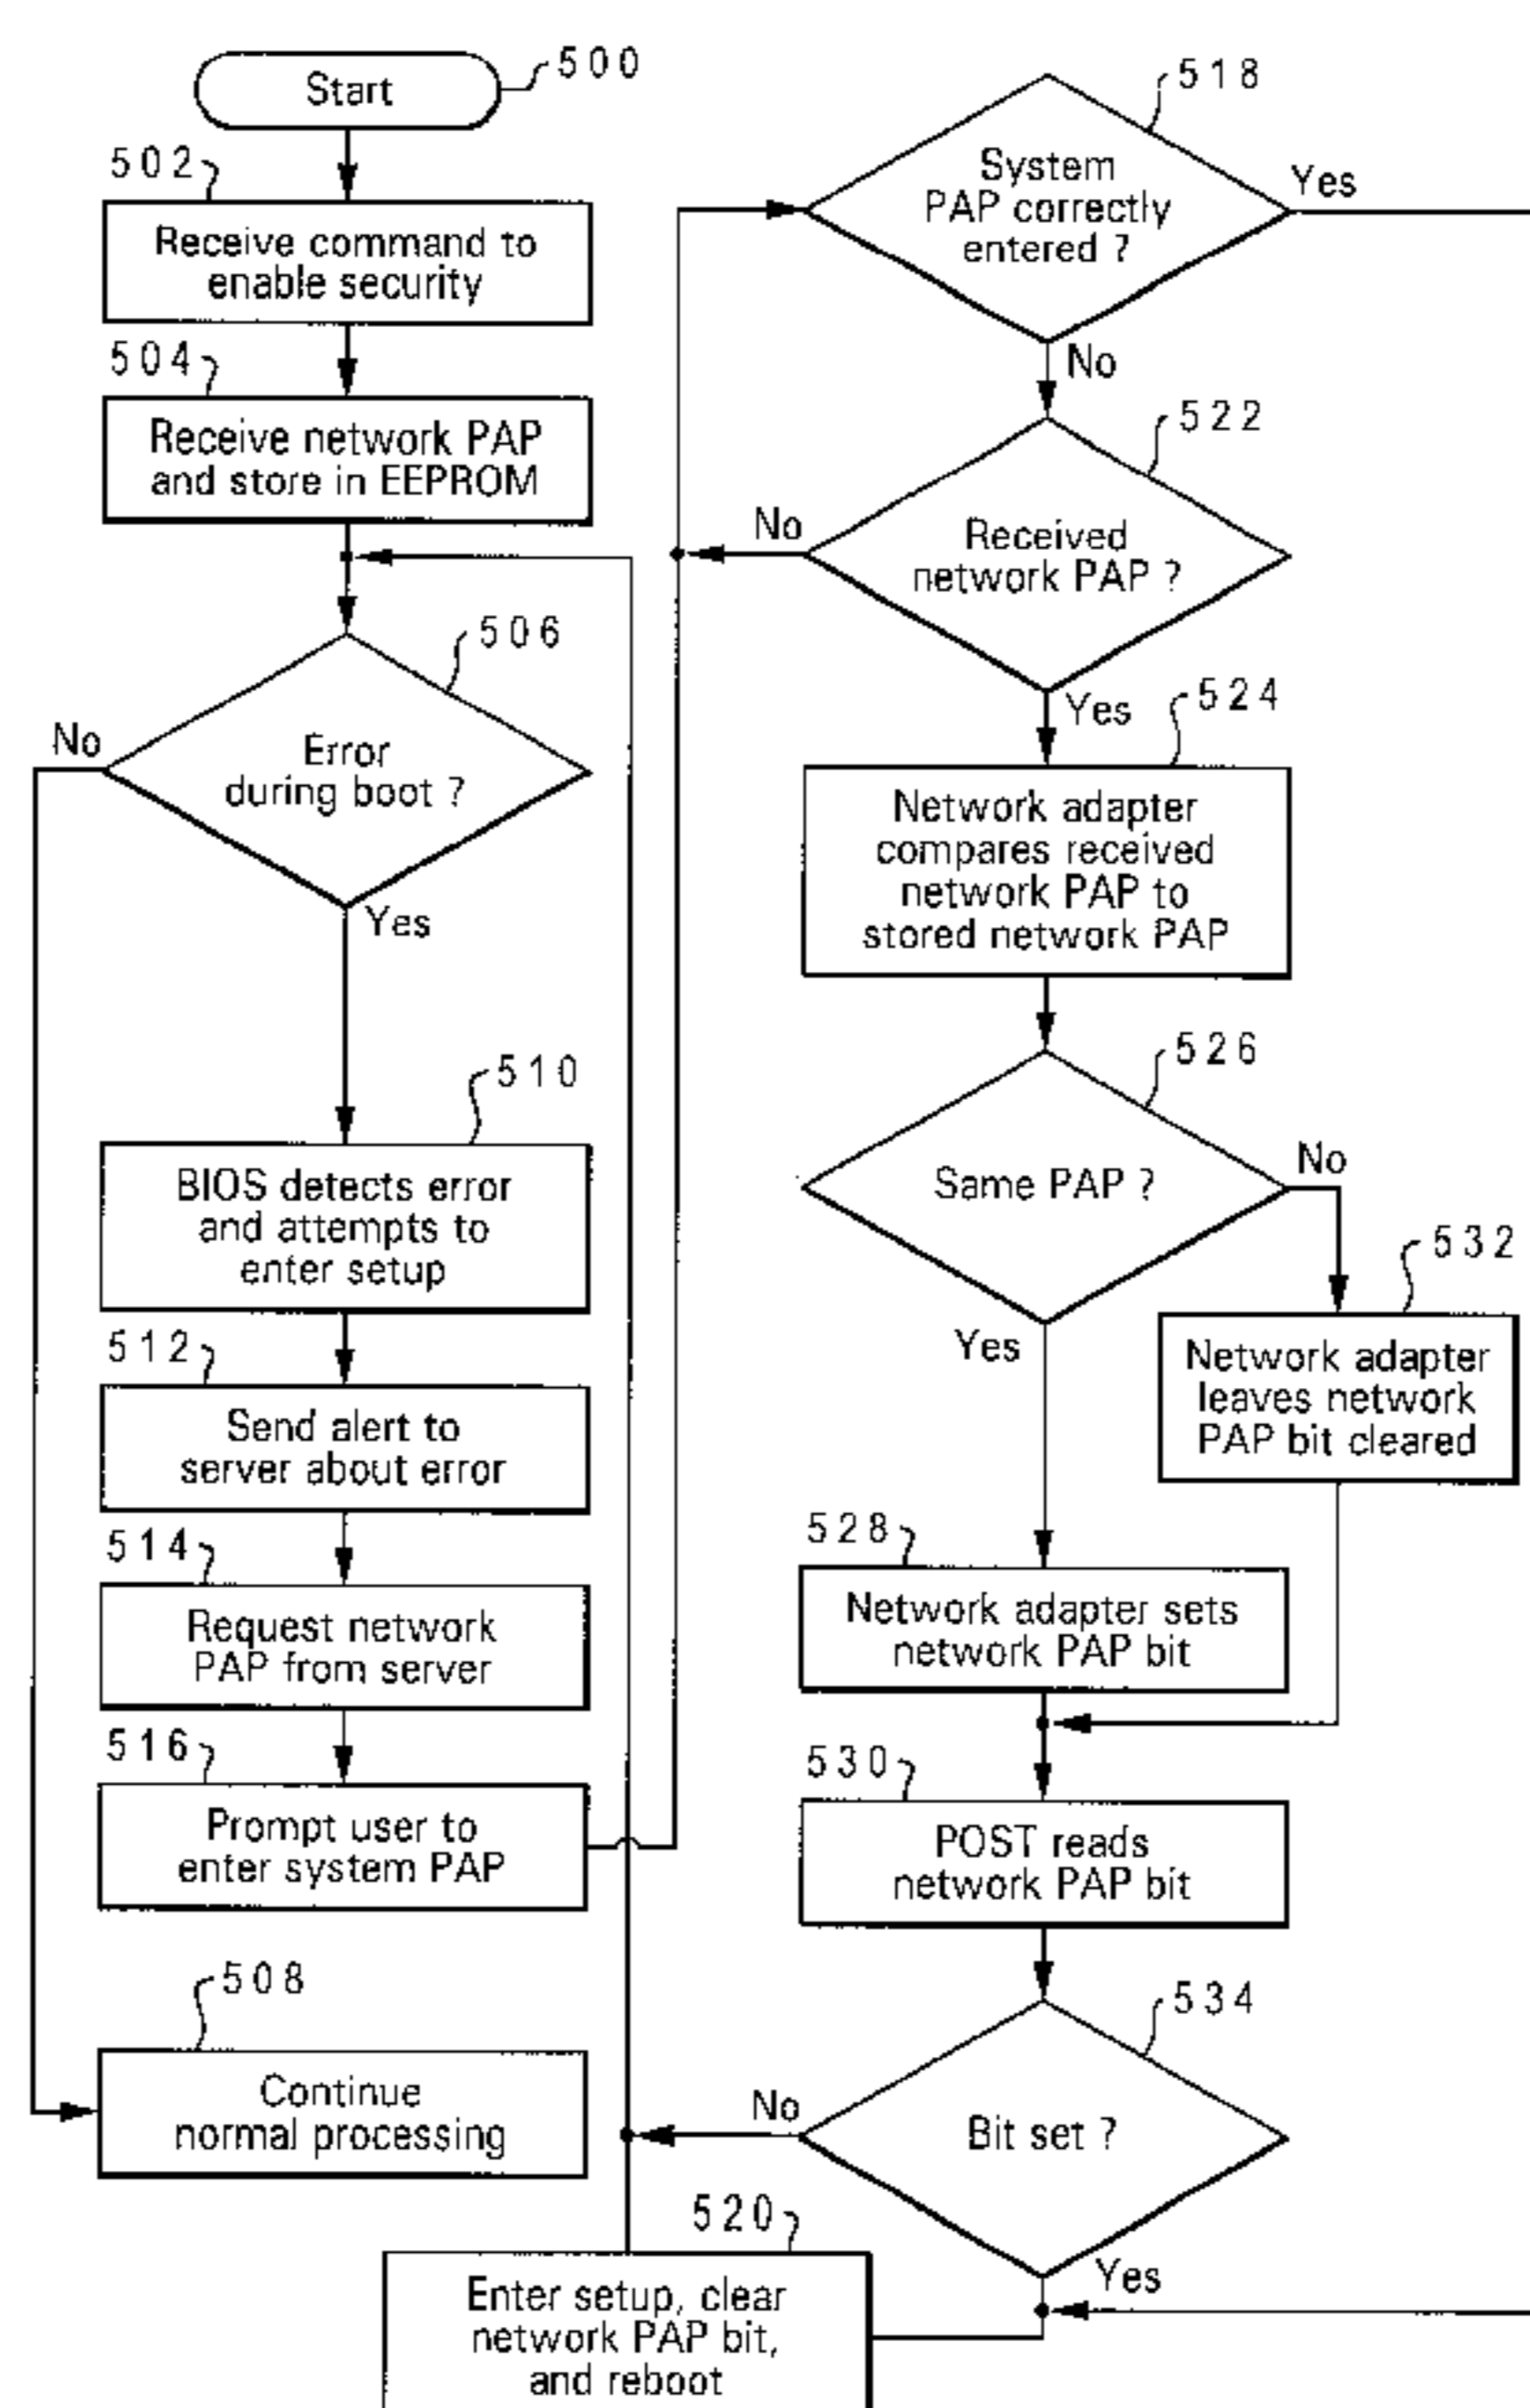 Start
500
502
Receive command to
enable security
504
Receive network PAP
and store in EEPROM
506
No
Error
during boot ?
Yes
510
BIOS detects error
and attempts to
enter setup
512
Send alert to
server about error
514
Request network
PAP from server
516
Prompt user to
enter system PAP
508
Continue
normal processing
518
System
PAP correctly
entered ?
Yes
No
522
Received
network PAP ?
No
Yes
524
Network adapter
compares received
network PAP to
stored network PAP
526
Same PAP ?
No
532
Network adapter
leaves network
PAP bit cleared
Yes
528
Network adapter sets
network PAP bit
530
POST reads
network PAP bit
534
Bit set ?
No
Yes
520
Enter setup, clear
network PAP bit,
and reboot